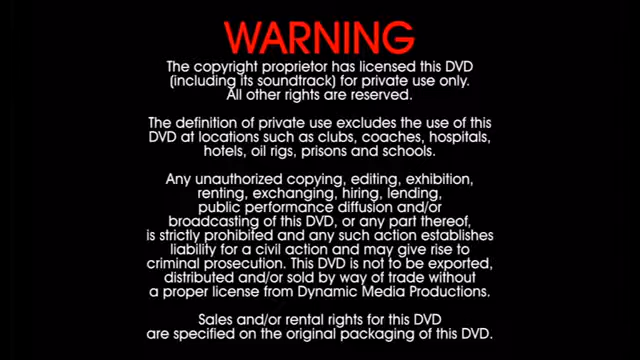 WARNING
The copyright proprietor has licensed this DVD
(including its soundtrack) for private use only.
All other rights are reserved.
The definition of private use excludes the use of this
DVD at locations such as clubs, coaches, hospitals,
hotels, oil rigs, prisons and schools.
Any unauthorized copying, editing, exhibition,
renting, exchanging, hiring, lending,
public performance diffusion and/or
broadcasting of this DVD, or any part thereof,
is strictly prohibited and any such action establishes
liability for a civil action and may give rise to
criminal prosecution. This DVD is not to be exported,
distributed and/or sold by way of trade without
a proper license from Dynamic Media Productions.
Sales and/or rental rights for this DVD
are specified on the original packaging of this DVD.